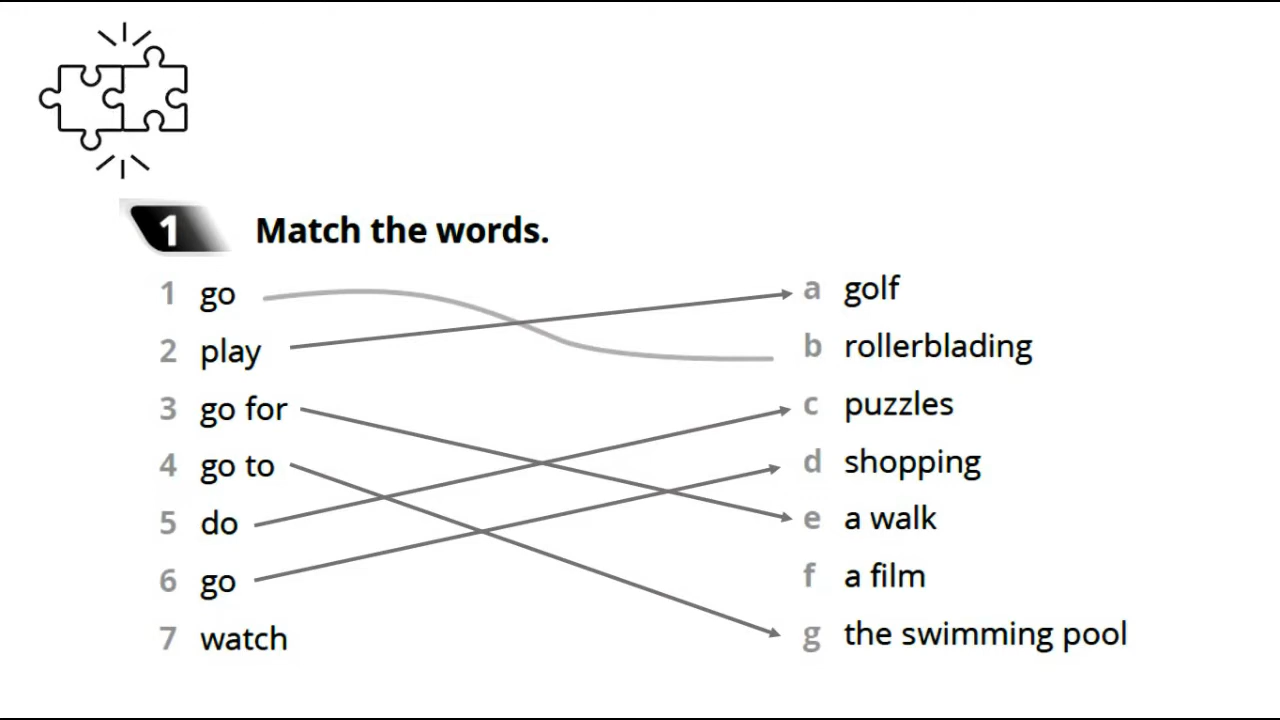 1 Match the words.
1 go
a golf
2 play
b rollerblading
3 go for
c puzzles
4 go to
d shopping
5 do
e a walk
6 go
f a film
7 watch
g the swimming pool